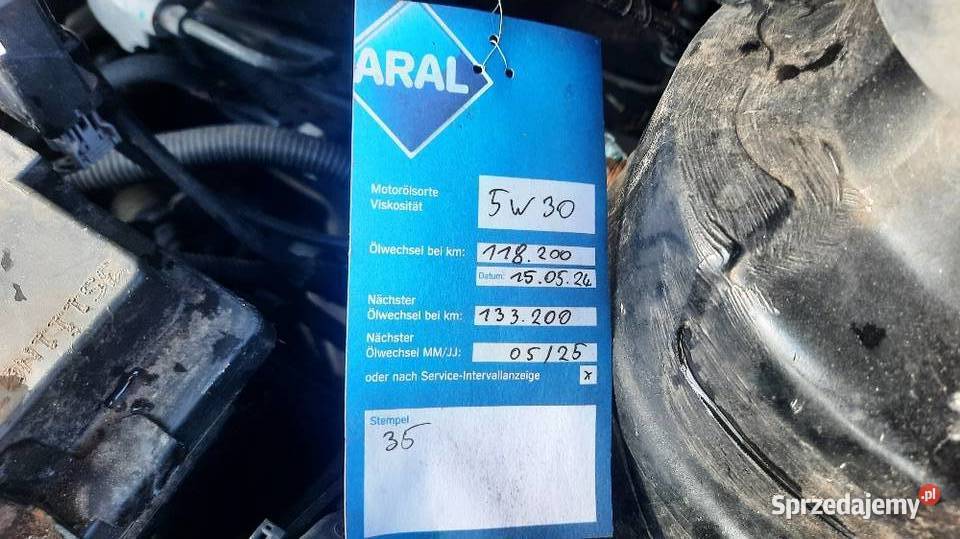 ARAL
Motorölsorte
Viskosität
5W30
Ölwechsel bei km:
118.200
Datum: 15.05.24
Nächster
Ölwechsel bei km:
133.200
Nächster
Ölwechsel MM/JJ:
05/25
oder nach Service-Intervallanzeige
x
Stempel
35
Sprzedajemy.pl